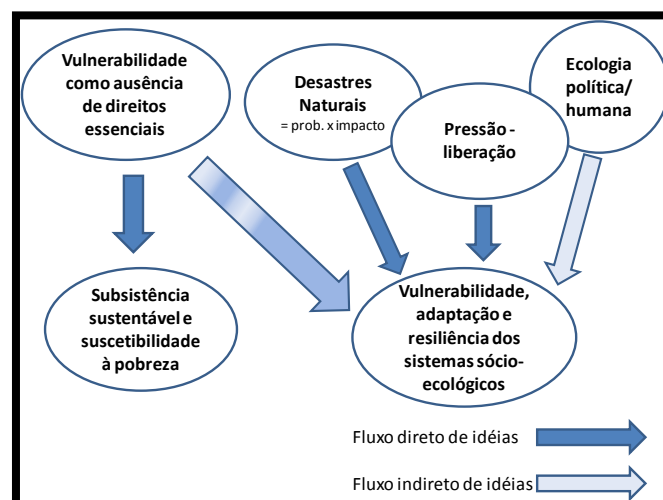 Vulnerabilidade
como ausência
de direitos
essenciais
Desastres
Naturais
= prob. x impacto
Pressão -
liberação
Ecologia
política/
humana
Subsistência
sustentável e
suscetibilidade
à pobreza
Vulnerabilidade,
adaptação e
resiliência dos
sistemas sócio-
ecológicos
Fluxo direto de idéias
Fluxo indireto de idéias